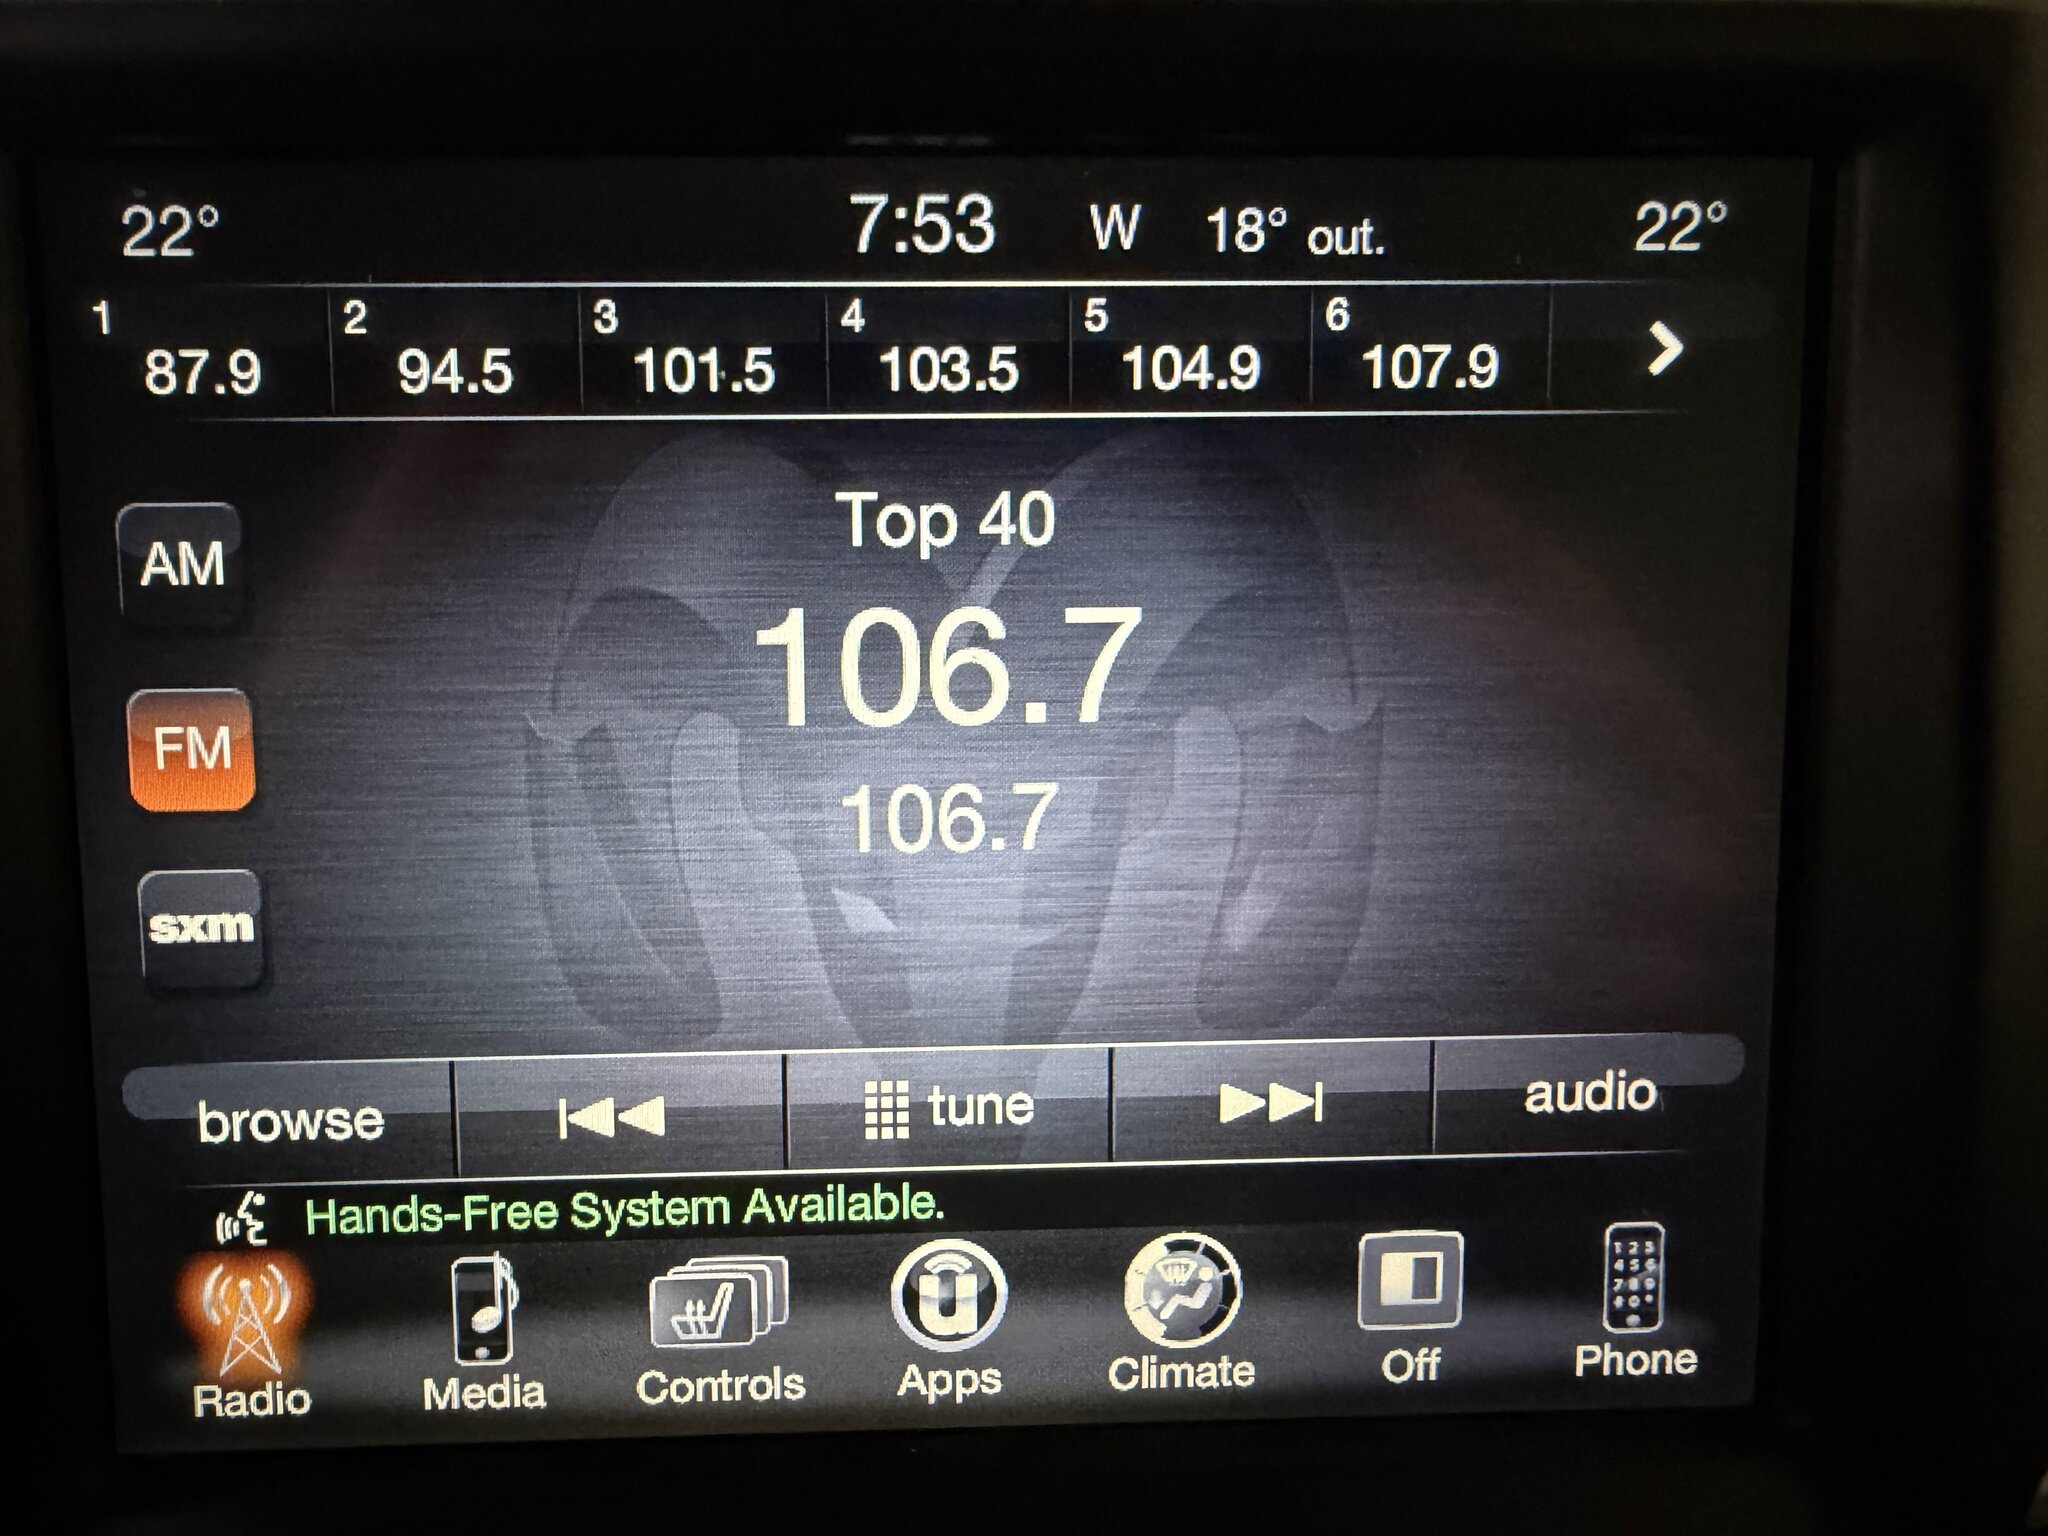 22° 7:53 W 18° out. 22°
1 2 3 4 5 6
87.9 94.5 101.5 103.5 104.9 107.9
Top 40
AM
106.7
FM
106.7
sxm
browse tune audio
Hands-Free System Available.
Radio Media Controls Apps Climate Off Phone